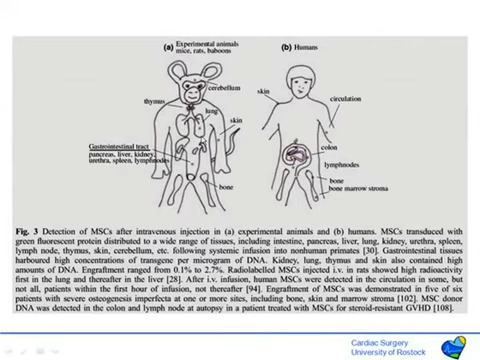 (a) Experimental animals
mice, rats, baboons
(b) Humans
cerebellum
thymus
lung
skin
Gastrointestinal tract
pancreas, liver, kidney,
urethra, spleen, lymphnodes
bone
skin
circulation
colon
lymphnodes
bone
bone marrow stroma
Fig. 3 Detection of MSCs after intravenous injection in (a) experimental animals and (b) humans. MSCs transduced with
green fluorescent protein distributed to a wide range of tissues, including intestine, pancreas, liver, lung, kidney, urethra, spleen,
lymph node, thymus, skin, cerebellum, etc. following systemic infusion into nonhuman primates [30]. Gastrointestinal tissues
harboured high concentrations of transgene per microgram of DNA. Kidney, lung, thymus and skin also contained high
amounts of DNA. Engraftment ranged from 0.1% to 2.7%. Radiolabelled MSCs injected i.v. in rats showed high radioactivity
first in the lung and thereafter in the liver [28]. After i.v. infusion, human MSCs were detected in the circulation in some, but
not all, patients within the first hour of infusion, not thereafter [94]. Engraftment of MSCs was demonstrated in five of six
patients with severe osteogenesis imperfecta at one or more sites, including bone, skin and marrow stroma [102]. MSC donor
DNA was detected in the colon and lymph node at autopsy in a patient treated with MSCs for steroid-resistant GVHD [108].
Cardiac Surgery
University of Rostock